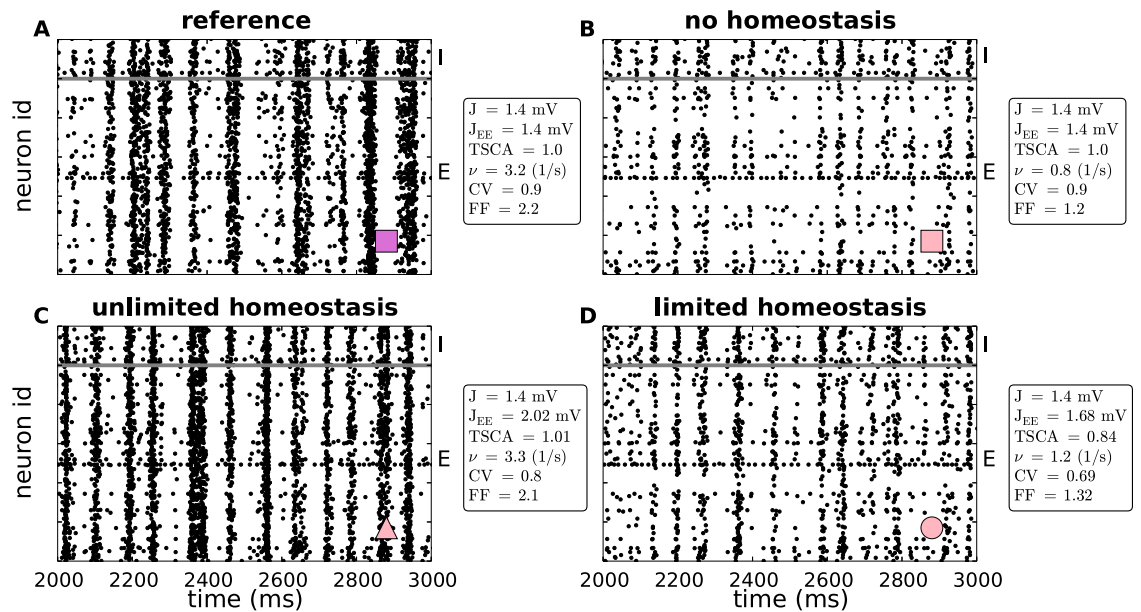 A
reference
I
neuron id
E
J = 1.4 mV
J_EE = 1.4 mV
TSCA = 1.0
ν = 3.2 (1/s)
CV = 0.9
FF = 2.2
B
no homeostasis
I
E
J = 1.4 mV
J_EE = 1.4 mV
TSCA = 1.0
ν = 0.8 (1/s)
CV = 0.9
FF = 1.2
C
unlimited homeostasis
I
neuron id
E
J = 1.4 mV
J_EE = 2.02 mV
TSCA = 1.01
ν = 3.3 (1/s)
CV = 0.8
FF = 2.1
2000 2200 2400 2600 2800 3000
time (ms)
D
limited homeostasis
I
E
J = 1.4 mV
J_EE = 1.68 mV
TSCA = 0.84
ν = 1.2 (1/s)
CV = 0.69
FF = 1.32
2000 2200 2400 2600 2800 3000
time (ms)